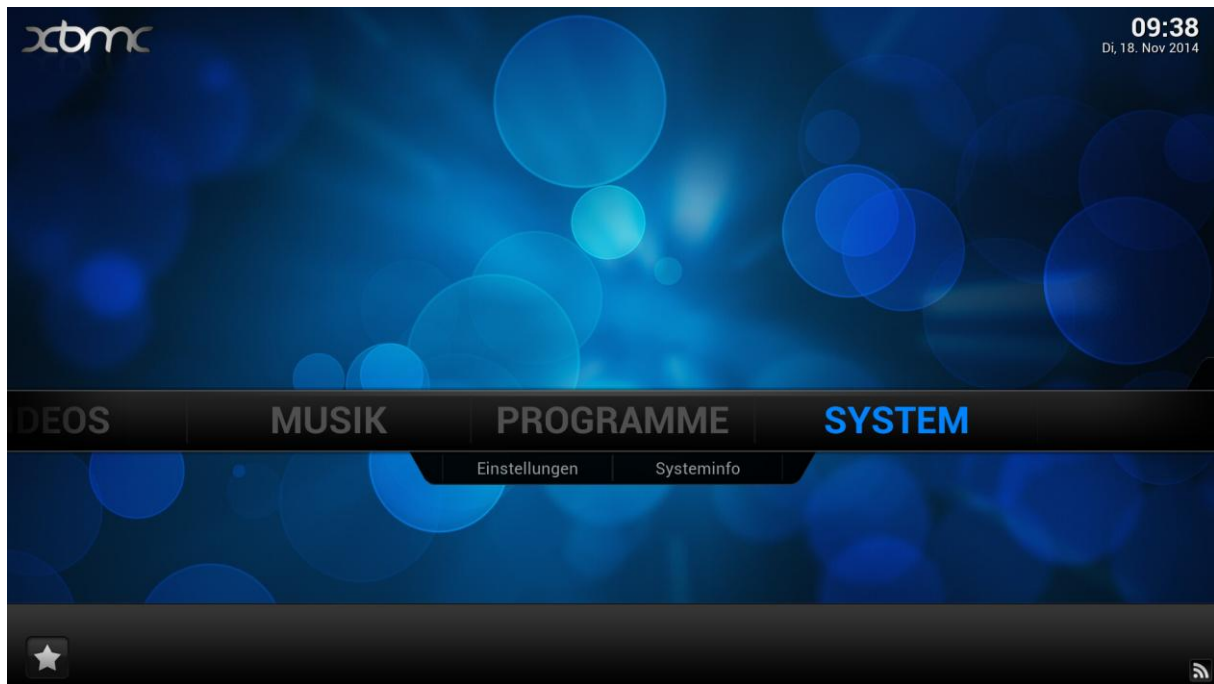 xbmc
09:38
Di, 18. Nov 2014
DEOS MUSIK PROGRAMME SYSTEM
Einstellungen Systeminfo